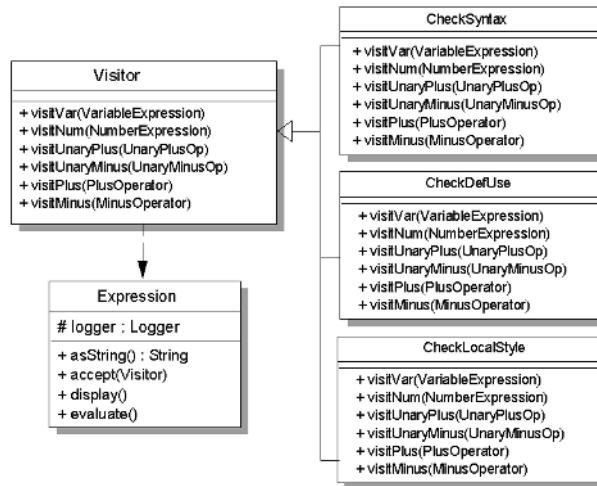 Visitor
+ visitVar(VariableExpression)
+ visitNum(NumberExpression)
+ visitUnaryPlus(UnaryPlusOp)
+ visitUnaryMinus(UnaryMinusOp)
+ visitPlus(PlusOperator)
+ visitMinus(MinusOperator)
Expression
# logger : Logger
+ asString() : String
+ accept(Visitor)
+ display()
+ evaluate()
CheckSyntax
+ visitVar(VariableExpression)
+ visitNum(NumberExpression)
+ visitUnaryPlus(UnaryPlusOp)
+ visitUnaryMinus(UnaryMinusOp)
+ visitPlus(PlusOperator)
+ visitMinus(MinusOperator)
CheckDefUse
+ visitVar(VariableExpression)
+ visitNum(NumberExpression)
+ visitUnaryPlus(UnaryPlusOp)
+ visitUnaryMinus(UnaryMinusOp)
+ visitPlus(PlusOperator)
+ visitMinus(MinusOperator)
CheckLocalStyle
+ visitVar(VariableExpression)
+ visitNum(NumberExpression)
+ visitUnaryPlus(UnaryPlusOp)
+ visitUnaryMinus(UnaryMinusOp)
+ visitPlus(PlusOperator)
+ visitMinus(MinusOperator)